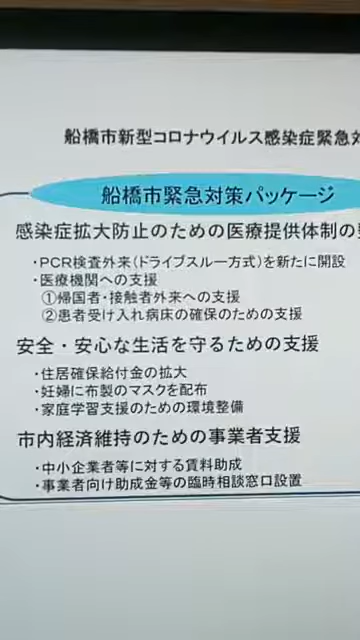 船橋市新型コロナウイルス感染症緊急対
船橋市緊急対策パッケージ
感染症拡大防止のための医療提供体制の
・PCR検査外来(ドライブスルー方式)を新たに開設
・医療機関への支援
①帰国者・接触者外来への支援
②患者受け入れ病床の確保のための支援
安全・安心な生活を守るための支援
・住居確保給付金の拡大
・妊婦に布製のマスクを配布
・家庭学習支援のための環境整備
市内経済維持のための事業者支援
・中小企業者等に対する賃料助成
・事業者向け助成金等の臨時相談窓口設置